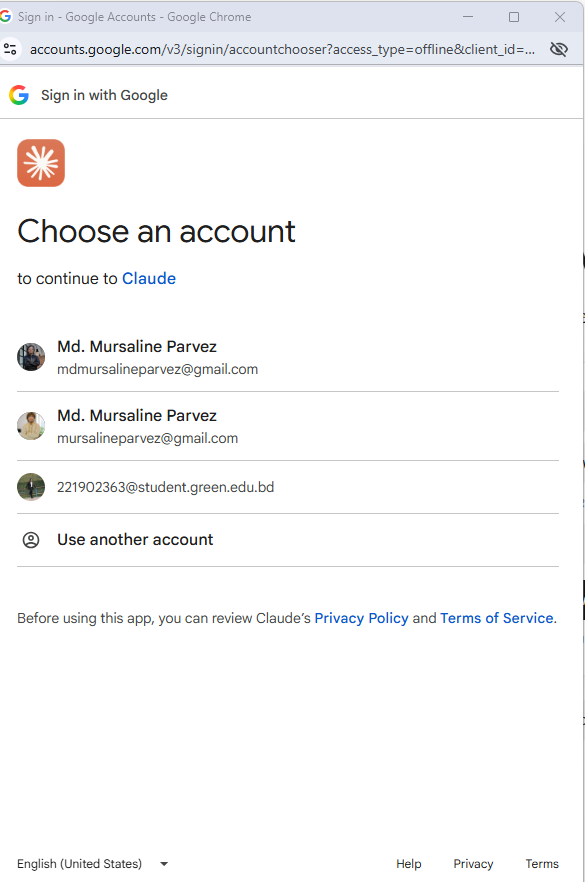 Sign in - Google Accounts - Google Chrome
accounts.google.com/v3/signin/accountchooser?access_type=offline&client_id=...
Sign in with Google
Choose an account
to continue to Claude
Md. Mursaline Parvez
mdmursalineparvez@gmail.com
Md. Mursaline Parvez
mursalineparvez@gmail.com
221902363@student.green.edu.bd
Use another account
Before using this app, you can review Claude’s Privacy Policy and Terms of Service.
English (United States)
Help Privacy Terms